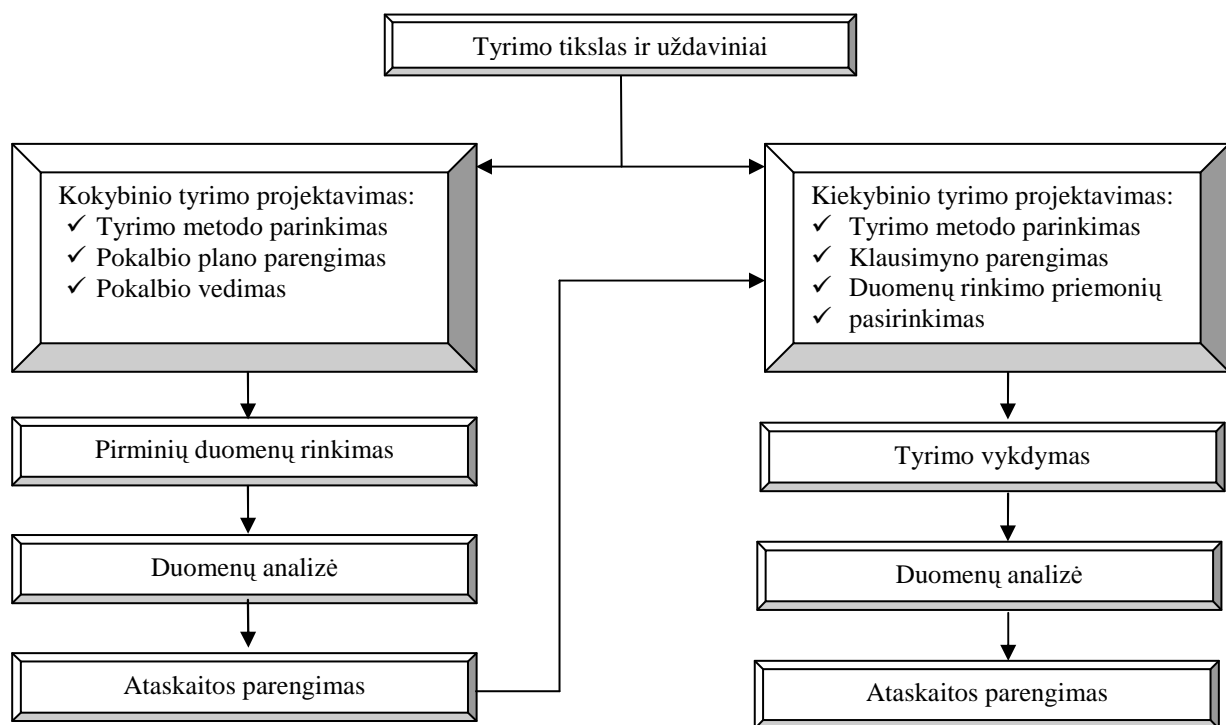 Tyrimo tikslas ir uždaviniai
Kokybinio tyrimo projektavimas:
✓ Tyrimo metodo parinkimas
✓ Pokalbio plano parengimas
✓ Pokalbio vedimas
Pirminių duomenų rinkimas
Duomenų analizė
Ataskaitos parengimas
Kiekybinio tyrimo projektavimas:
✓ Tyrimo metodo parinkimas
✓ Klausimyno parengimas
✓ Duomenų rinkimo priemonių
✓ pasirinkimas
Tyrimo vykdymas
Duomenų analizė
Ataskaitos parengimas